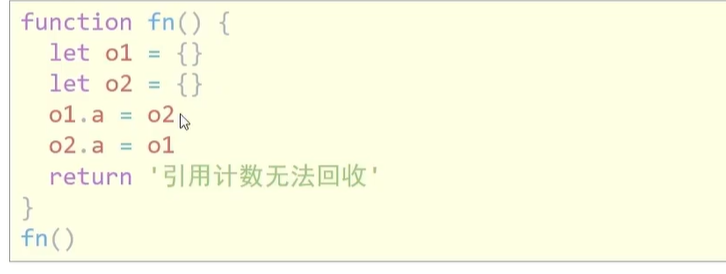 function fn() {
  let o1 = {}
  let o2 = {}
  o1.a = o2
  o2.a = o1
  return '引用计数无法回收'
}
fn()